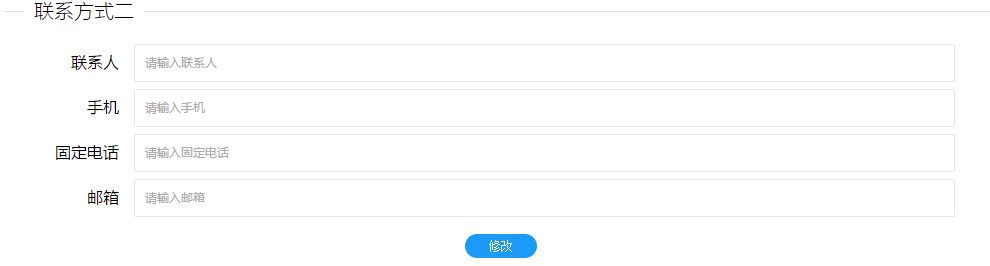 联系方式二
联系人 请输入联系人
手机 请输入手机
固定电话 请输入固定电话
邮箱 请输入邮箱
修改